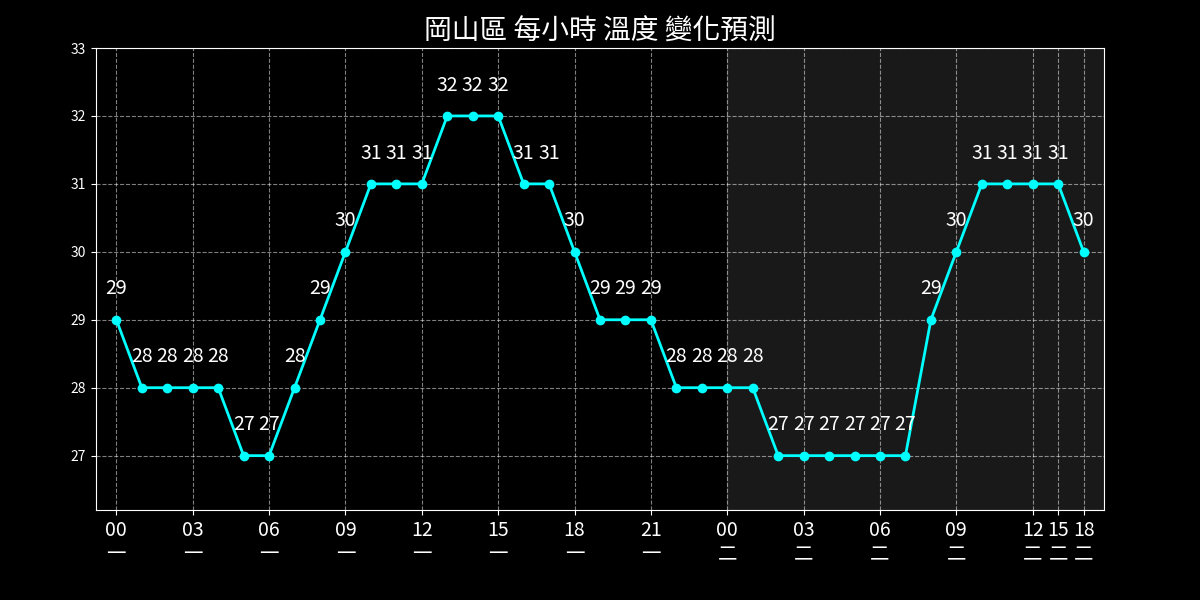 岡山區 每小時 溫度 變化預測
33
32
31
30
29
28
27
32 32 32
31 31 31 31 31 31 31 31 31
30 30 30 30
29 29 29 29 29 29
28 28 28 28 28 28 28 28 28
27 27 27 27 27 27 27 27
00 03 06 09 12 15 18 21 00 03 06 09 12 15 18
一 一 一 一 一 一 一 一 二 二 二 二 二 二 二